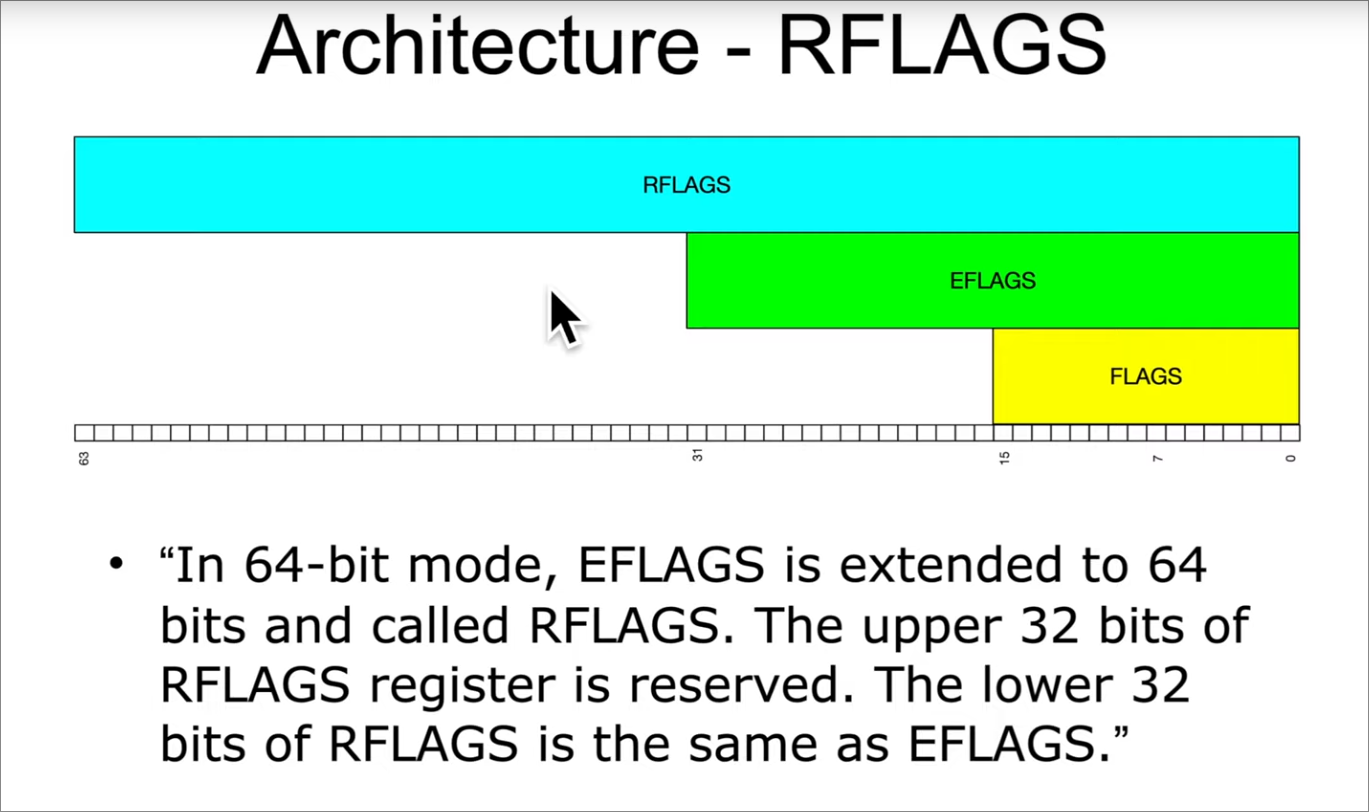 Architecture - RFLAGS
RFLAGS
EFLAGS
FLAGS
63 31 15 7 0
• “In 64-bit mode, EFLAGS is extended to 64
bits and called RFLAGS. The upper 32 bits of
RFLAGS register is reserved. The lower 32
bits of RFLAGS is the same as EFLAGS.”